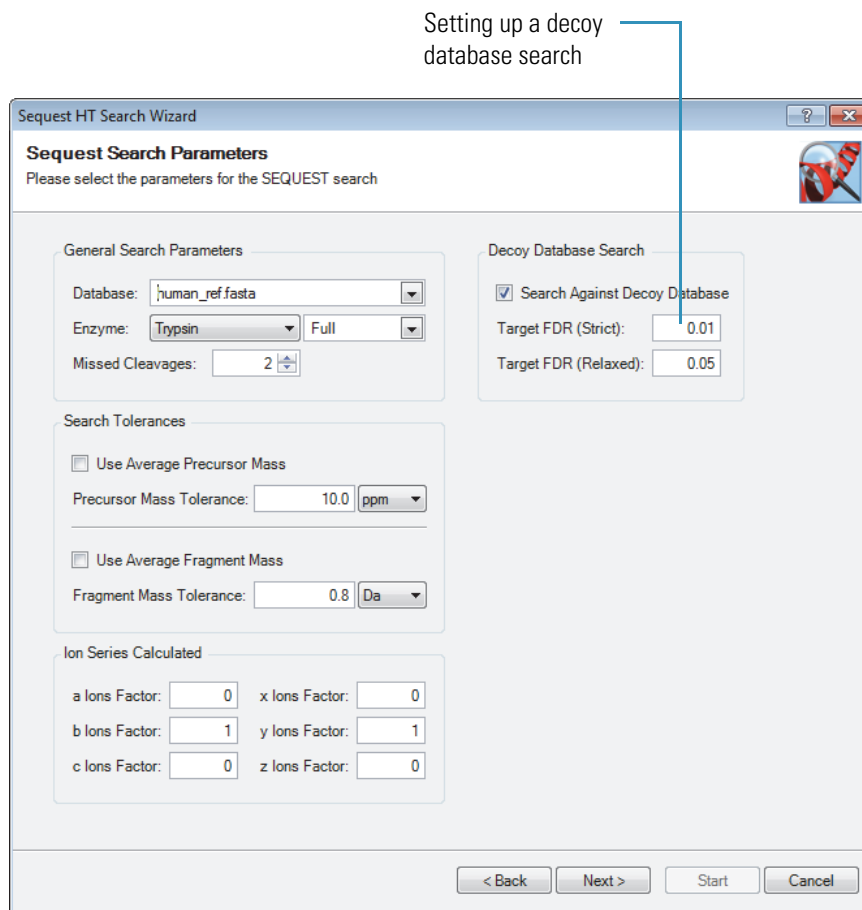 Setting up a decoy
database search
Sequest HT Search Wizard
?
Sequest Search Parameters
Please select the parameters for the SEQUEST search
General Search Parameters
Database: human_ref.fasta
Enzyme: Trypsin Full
Missed Cleavages: 2
Decoy Database Search
Search Against Decoy Database
Target FDR (Strict): 0.01
Target FDR (Relaxed): 0.05
Search Tolerances
Use Average Precursor Mass
Precursor Mass Tolerance: 10.0 ppm
Use Average Fragment Mass
Fragment Mass Tolerance: 0.8 Da
Ion Series Calculated
a Ions Factor: 0 x Ions Factor: 0
b Ions Factor: 1 y Ions Factor: 1
c Ions Factor: 0 z Ions Factor: 0
< Back Next > Start Cancel